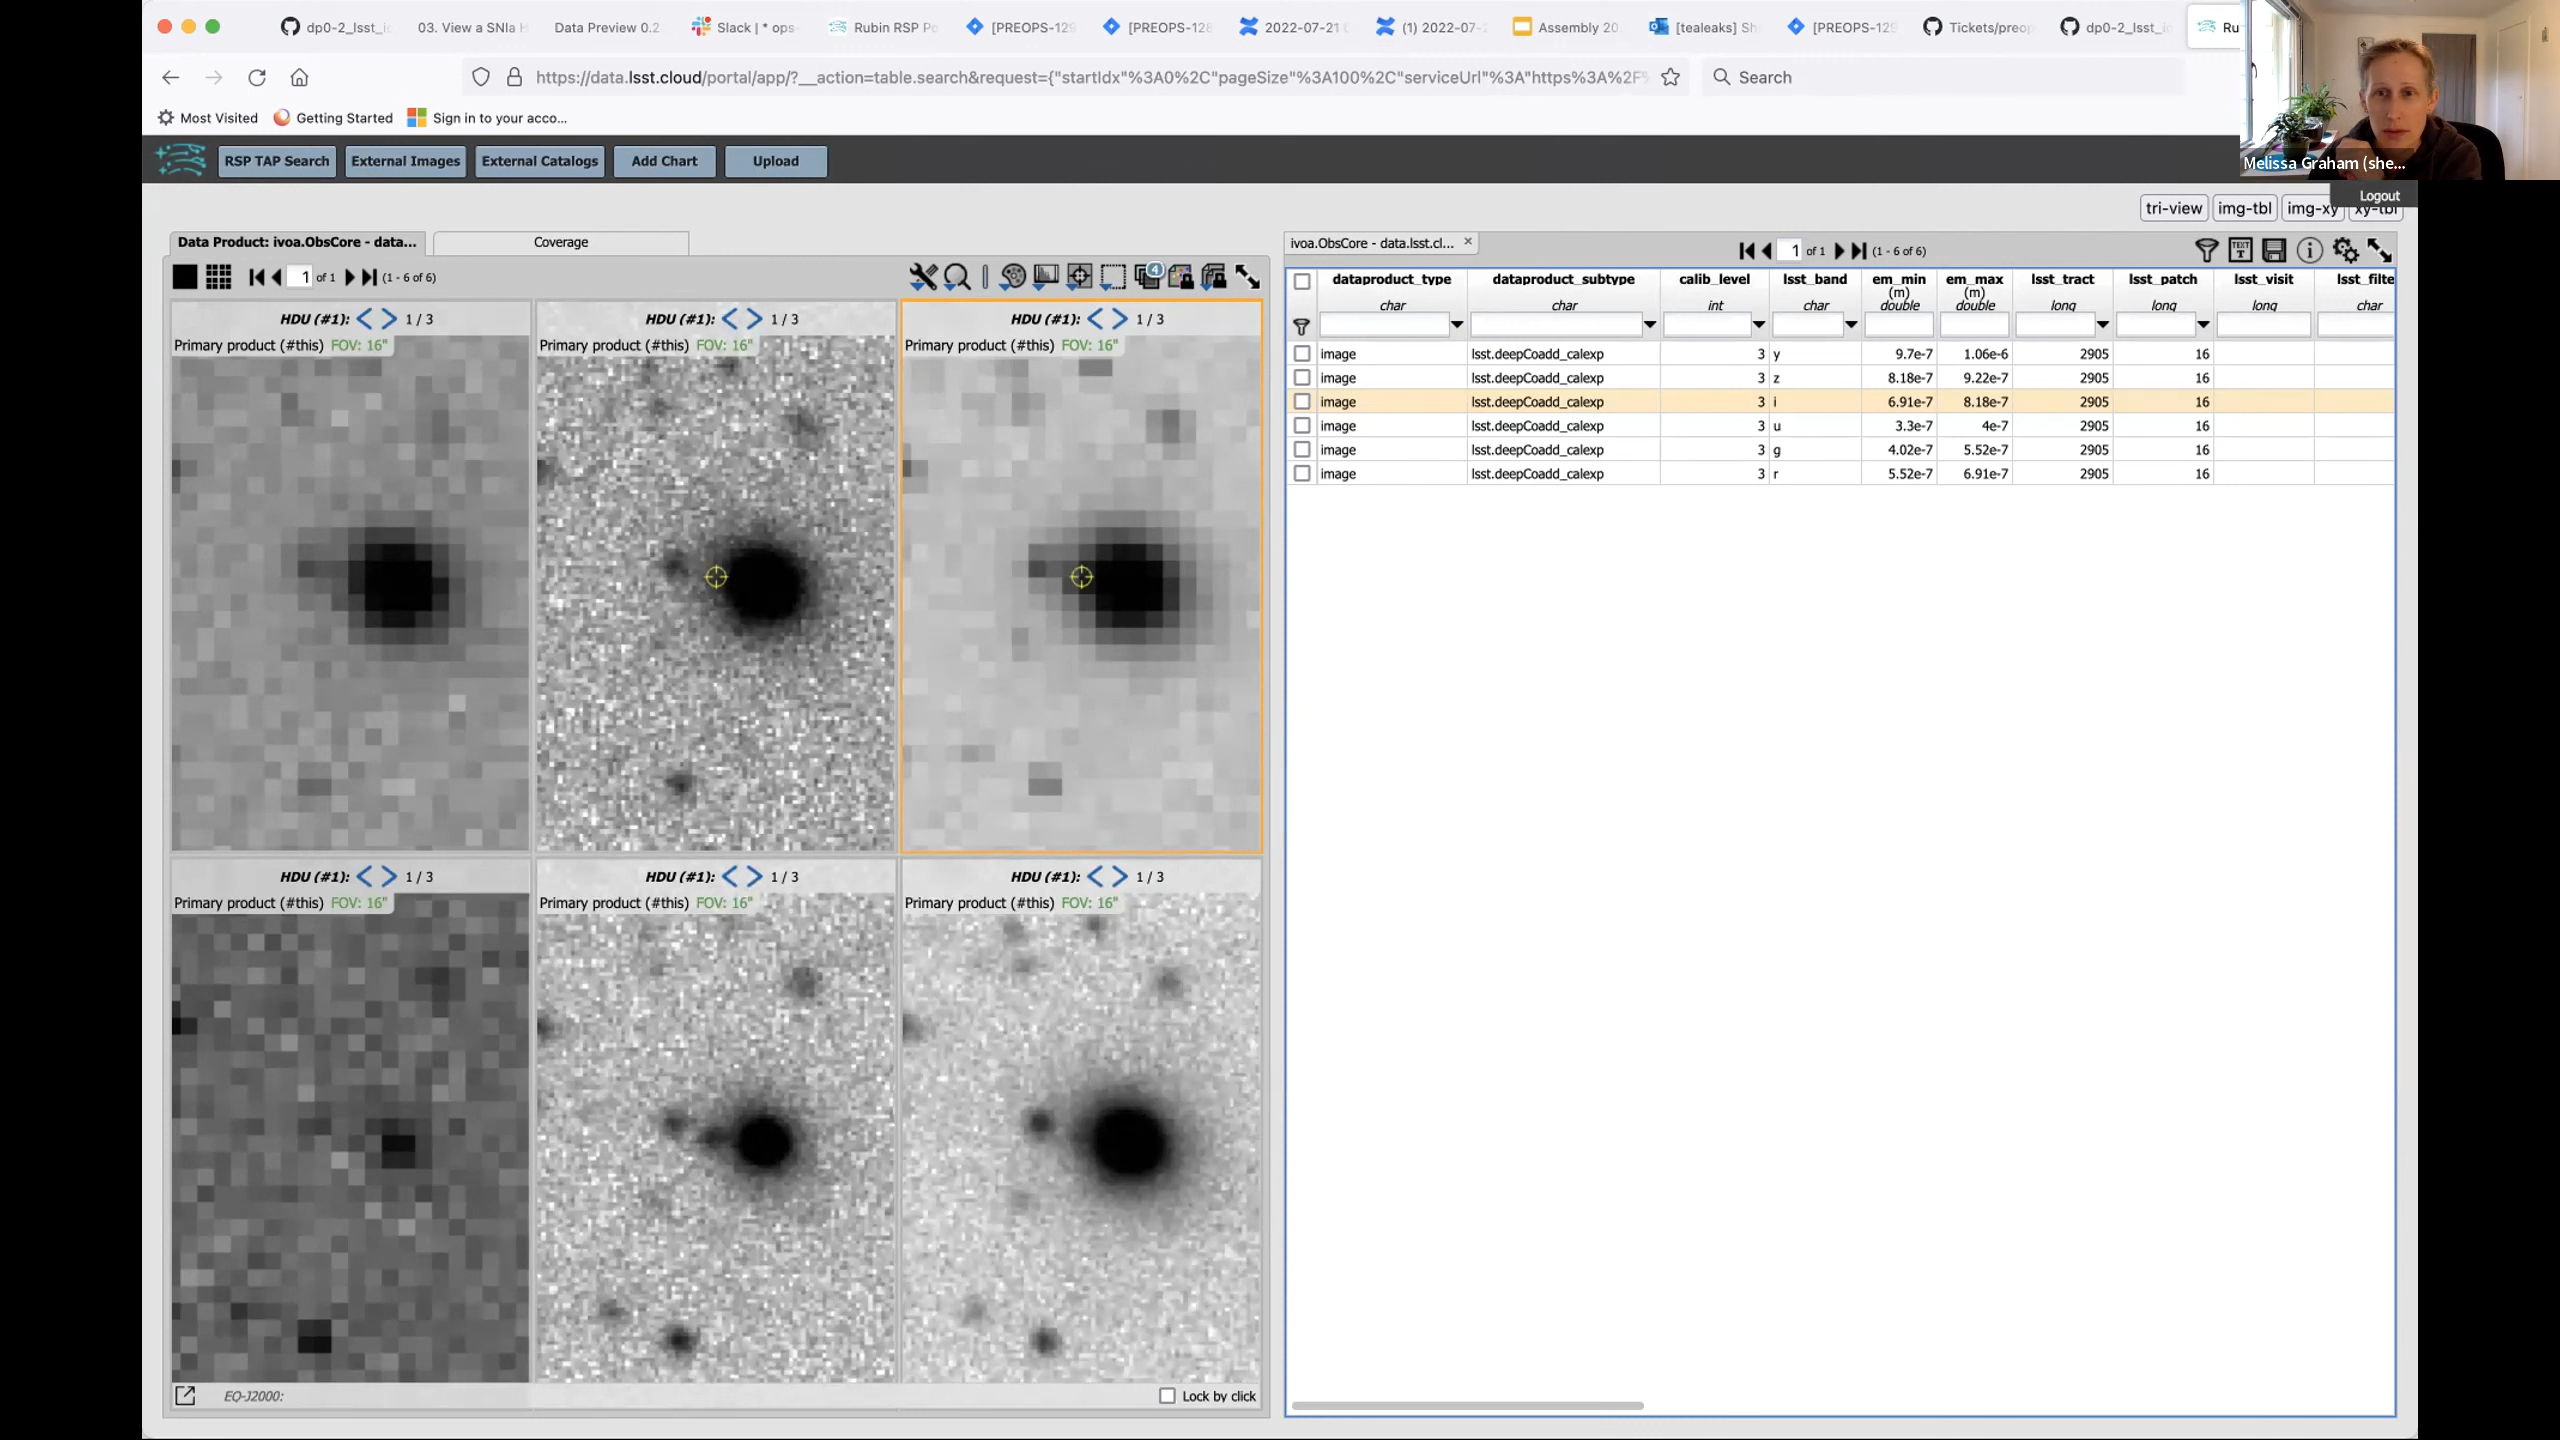 dp0-2_lsst_ic 03. View a SNIa H Data Preview 0.2 Slack | * ops- Rubin RSP Po [PREOPS-129 [PREOPS-128 2022-07-21 (1) 2022-07-2 Assembly 20 [tealeaks] Sh [PREOPS-129 Tickets/preop dp0-2_lsst_ic Ru
https://data.lsst.cloud/portal/app/?__action=table.search&request={"startIdx"%3A0%2C"pageSize"%3A100%2C"serviceUrl"%3A"https%3A%2F% Search
Most Visited Getting Started Sign in to your acco...
RSP TAP Search External Images External Catalogs Add Chart Upload
Melissa Graham (she...
Logout
tri-view img-tbl img-xy xy-tbl
Data Product: ivoa.ObsCore - data... Coverage
1 of 1 (1 - 6 of 6)
4
HDU (#1): 1 / 3 HDU (#1): 1 / 3 HDU (#1): 1 / 3
Primary product (#this) FOV: 16" Primary product (#this) FOV: 16" Primary product (#this) FOV: 16"
HDU (#1): 1 / 3 HDU (#1): 1 / 3 HDU (#1): 1 / 3
Primary product (#this) FOV: 16" Primary product (#this) FOV: 16" Primary product (#this) FOV: 16"
EQ-J2000: Lock by click
ivoa.ObsCore - data.lsst.cl... × 1 of 1 (1 - 6 of 6) TEXT
dataproduct_type dataproduct_subtype calib_level lsst_band em_min em_max lsst_tract lsst_patch lsst_visit lsst_filte
(m) (m)
char char int char double double long long long char
image lsst.deepCoadd_calexp 3 y 9.7e-7 1.06e-6 2905 16
image lsst.deepCoadd_calexp 3 z 8.18e-7 9.22e-7 2905 16
image lsst.deepCoadd_calexp 3 i 6.91e-7 8.18e-7 2905 16
image lsst.deepCoadd_calexp 3 u 3.3e-7 4e-7 2905 16
image lsst.deepCoadd_calexp 3 g 4.02e-7 5.52e-7 2905 16
image lsst.deepCoadd_calexp 3 r 5.52e-7 6.91e-7 2905 16